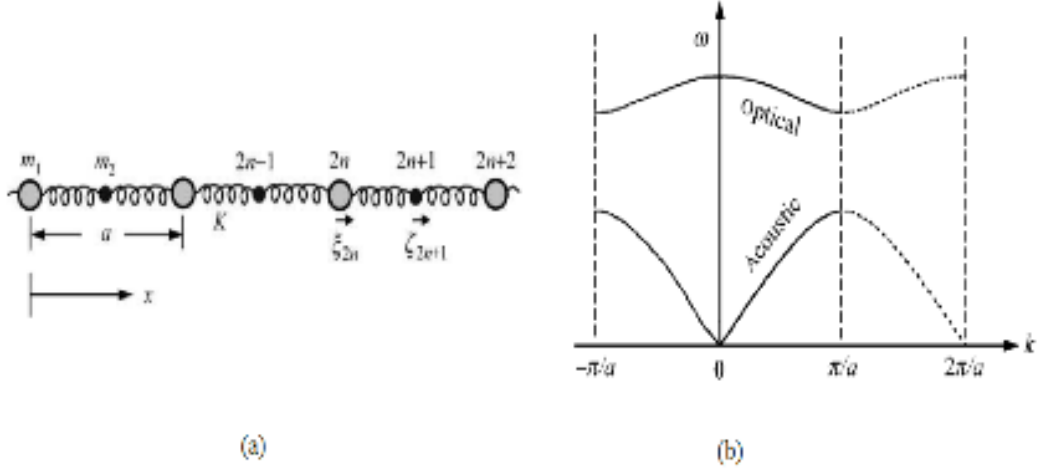 m₁ m₂ 2n−1 2n 2n+1 2n+2
a K ξ₂ₙ ζ₂ₙ₊₁
x
(a)
ω
Optical
Acoustic
k
−π/a 0 π/a 2π/a
(b)